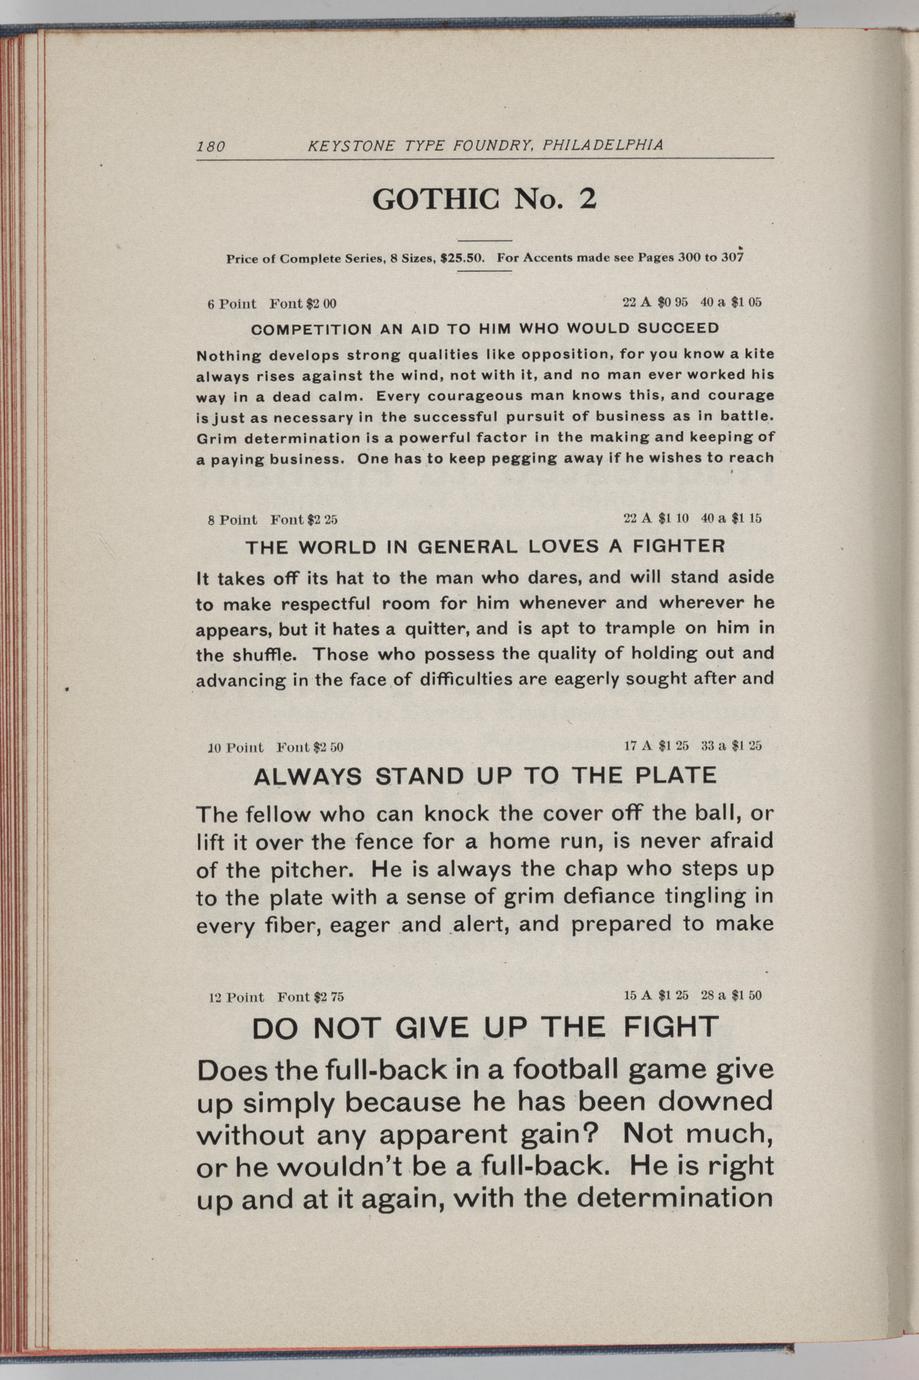 180 KEYSTONE TYPE FOUNDRY, PHILADELPHIA
GOTHIC No. 2
Price of Complete Series, 8 Sizes, $25.50. For Accents made see Pages 300 to 307
6 Point Font $2 00 22 A $0 95 40 a $1 05
COMPETITION AN AID TO HIM WHO WOULD SUCCEED
Nothing develops strong qualities like opposition, for you know a kite
always rises against the wind, not with it, and no man ever worked his
way in a dead calm. Every courageous man knows this, and courage
is just as necessary in the successful pursuit of business as in battle.
Grim determination is a powerful factor in the making and keeping of
a paying business. One has to keep pegging away if he wishes to reach
8 Point Font $2 25 22 A $1 10 40 a $1 15
THE WORLD IN GENERAL LOVES A FIGHTER
It takes off its hat to the man who dares, and will stand aside
to make respectful room for him whenever and wherever he
appears, but it hates a quitter, and is apt to trample on him in
the shuffle. Those who possess the quality of holding out and
advancing in the face of difficulties are eagerly sought after and
10 Point Font $2 50 17 A $1 25 33 a $1 25
ALWAYS STAND UP TO THE PLATE
The fellow who can knock the cover off the ball, or
lift it over the fence for a home run, is never afraid
of the pitcher. He is always the chap who steps up
to the plate with a sense of grim defiance tingling in
every fiber, eager and alert, and prepared to make
12 Point Font $2 75 15 A $1 25 28 a $1 50
DO NOT GIVE UP THE FIGHT
Does the full-back in a football game give
up simply because he has been downed
without any apparent gain? Not much,
or he wouldn't be a full-back. He is right
up and at it again, with the determination